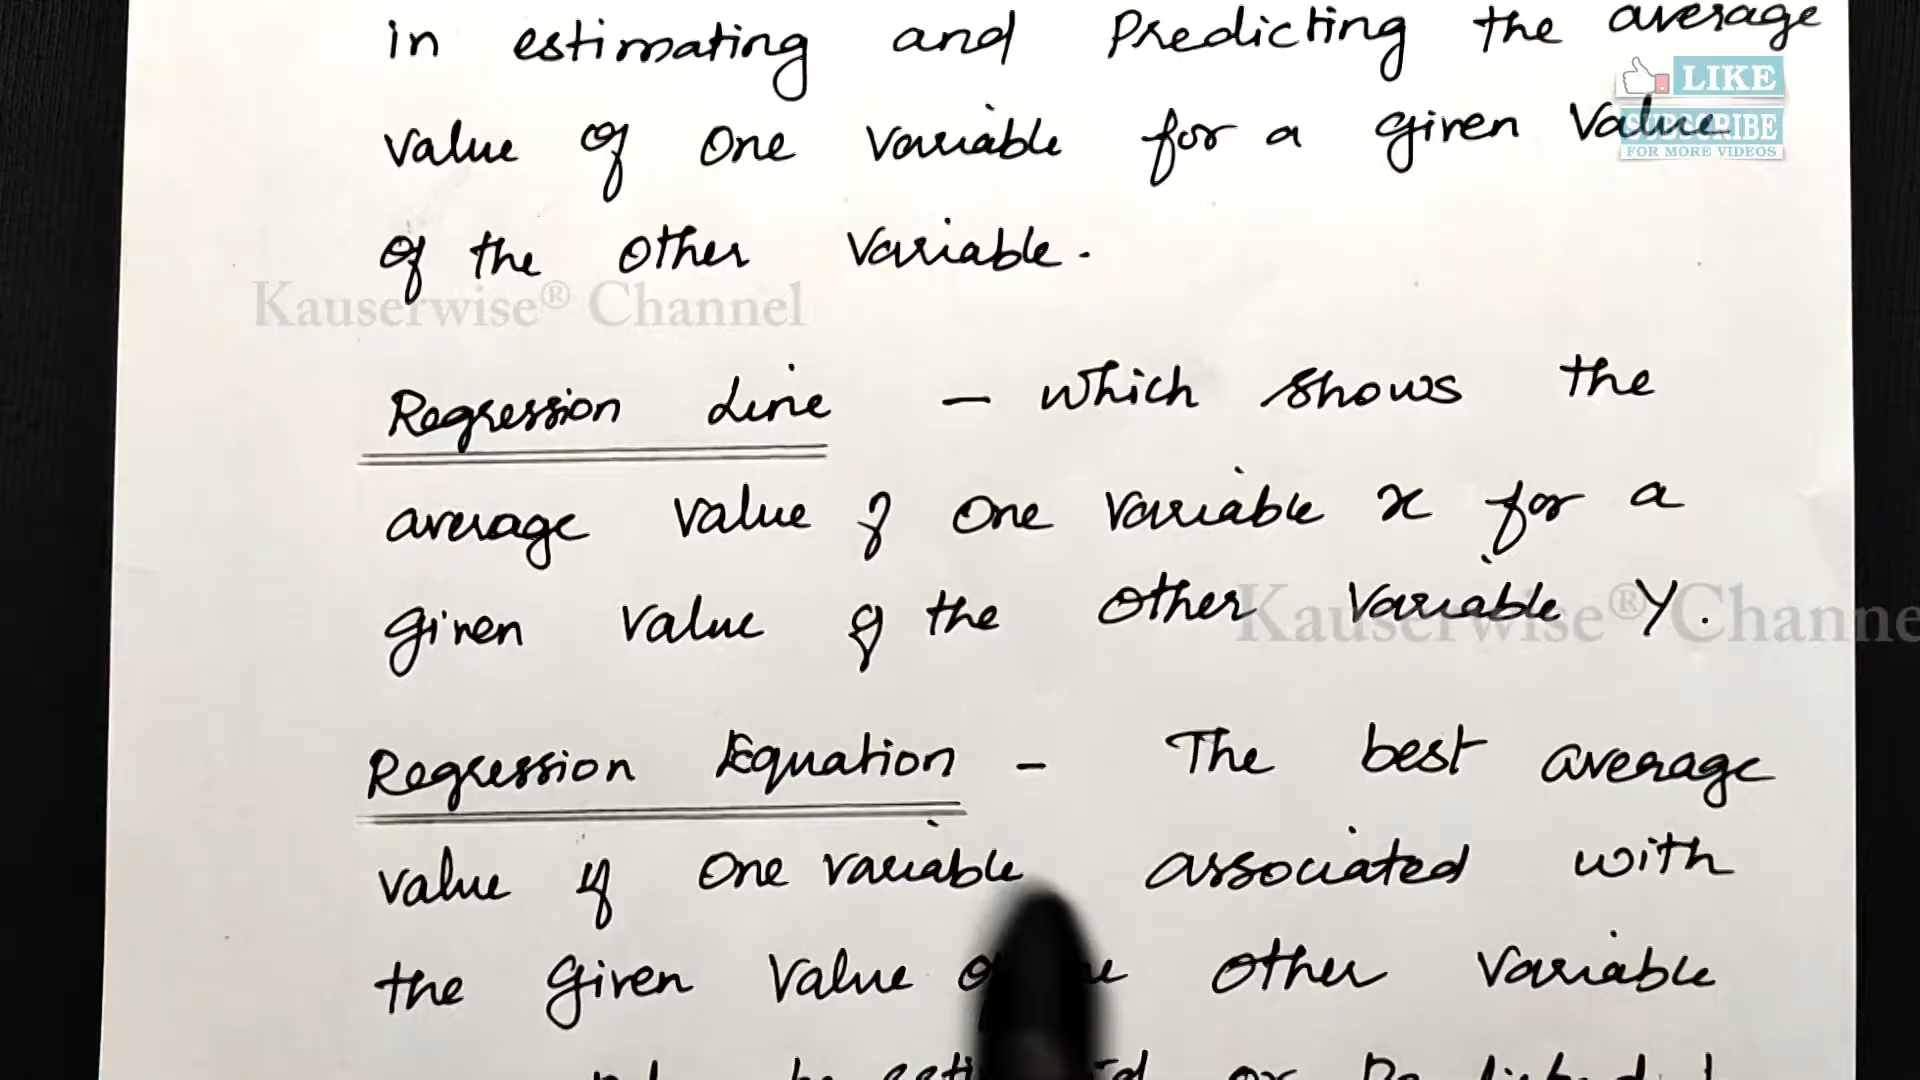 in estimating and Predicting the average
LIKE
value of one variable for a given value
SUBSCRIBE
FOR MORE VIDEOS
of the other variable.
Kauserwise® Channel
Regression Line - which shows the
average value of one variable x for a
given value of the other variable Y.
Kauserwise® Channe
Regression Equation - The best average
value of one variable associated with
the given value other variable
or